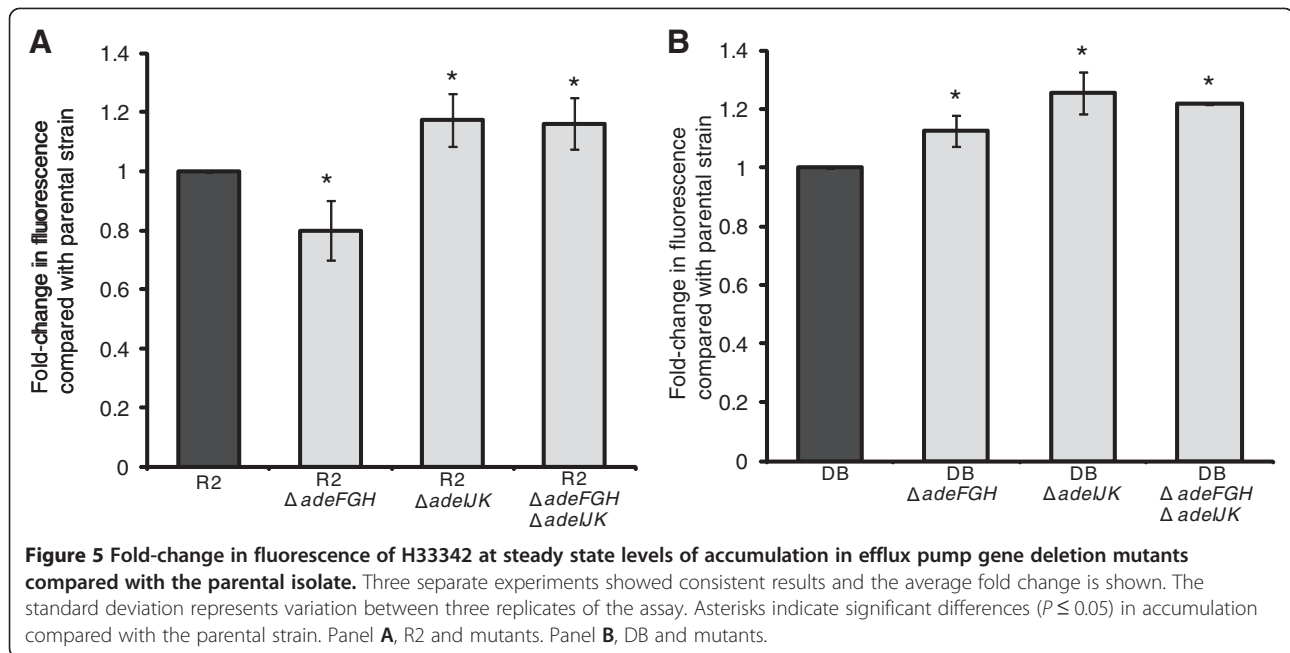 A
Fold-change in fluorescence
compared with parental strain
1.4
1.2
1
0.8
0.6
0.4
0.2
0
*
*
*
R2
R2
ΔadeFGH
R2
ΔadeIJK
R2
ΔadeFGH
ΔadeIJK
B
Fold-change in fluorescence
compared with parental strain
1.4
1.2
1
0.8
0.6
0.4
0.2
0
*
*
*
DB
DB
ΔadeFGH
DB
ΔadeIJK
DB
ΔadeFGH
ΔadeIJK
Figure 5 Fold-change in fluorescence of H33342 at steady state levels of accumulation in efflux pump gene deletion mutants
compared with the parental isolate. Three separate experiments showed consistent results and the average fold change is shown. The
standard deviation represents variation between three replicates of the assay. Asterisks indicate significant differences (P ≤ 0.05) in accumulation
compared with the parental strain. Panel A, R2 and mutants. Panel B, DB and mutants.